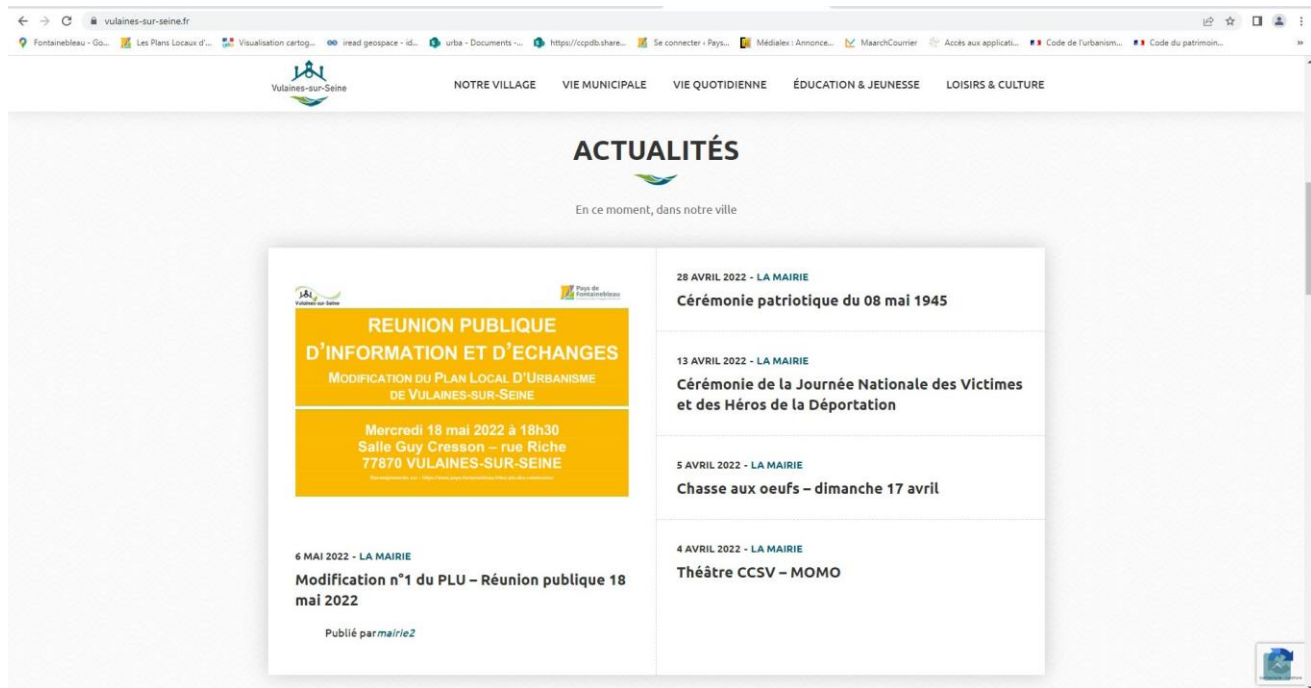 vulaines-sur-seine.fr
Fontainebleau - Go... Les Plans Locaux d'... Visualisation cartog... iread geospace - id... urba - Documents -... https://ccpdb.share... Se connecter ‹ Pays... Médialex : Annonce... MaarchCourrier Accès aux applicati... Code de l'urbanism... Code du patrimoin... »
Vulaines-sur-Seine
NOTRE VILLAGE VIE MUNICIPALE VIE QUOTIDIENNE ÉDUCATION & JEUNESSE LOISIRS & CULTURE
ACTUALITÉS
En ce moment, dans notre ville
Vulaines-sur-Seine
Pays de
Fontainebleau
REUNION PUBLIQUE
D'INFORMATION ET D'ECHANGES
MODIFICATION DU PLAN LOCAL D'URBANISME
DE VULAINES-SUR-SEINE
Mercredi 18 mai 2022 à 18h30
Salle Guy Cresson – rue Riche
77870 VULAINES-SUR-SEINE
6 MAI 2022 - LA MAIRIE
Modification n°1 du PLU – Réunion publique 18
mai 2022
Publié par mairie2
28 AVRIL 2022 - LA MAIRIE
Cérémonie patriotique du 08 mai 1945
13 AVRIL 2022 - LA MAIRIE
Cérémonie de la Journée Nationale des Victimes
et des Héros de la Déportation
5 AVRIL 2022 - LA MAIRIE
Chasse aux oeufs – dimanche 17 avril
4 AVRIL 2022 - LA MAIRIE
Théâtre CCSV – MOMO